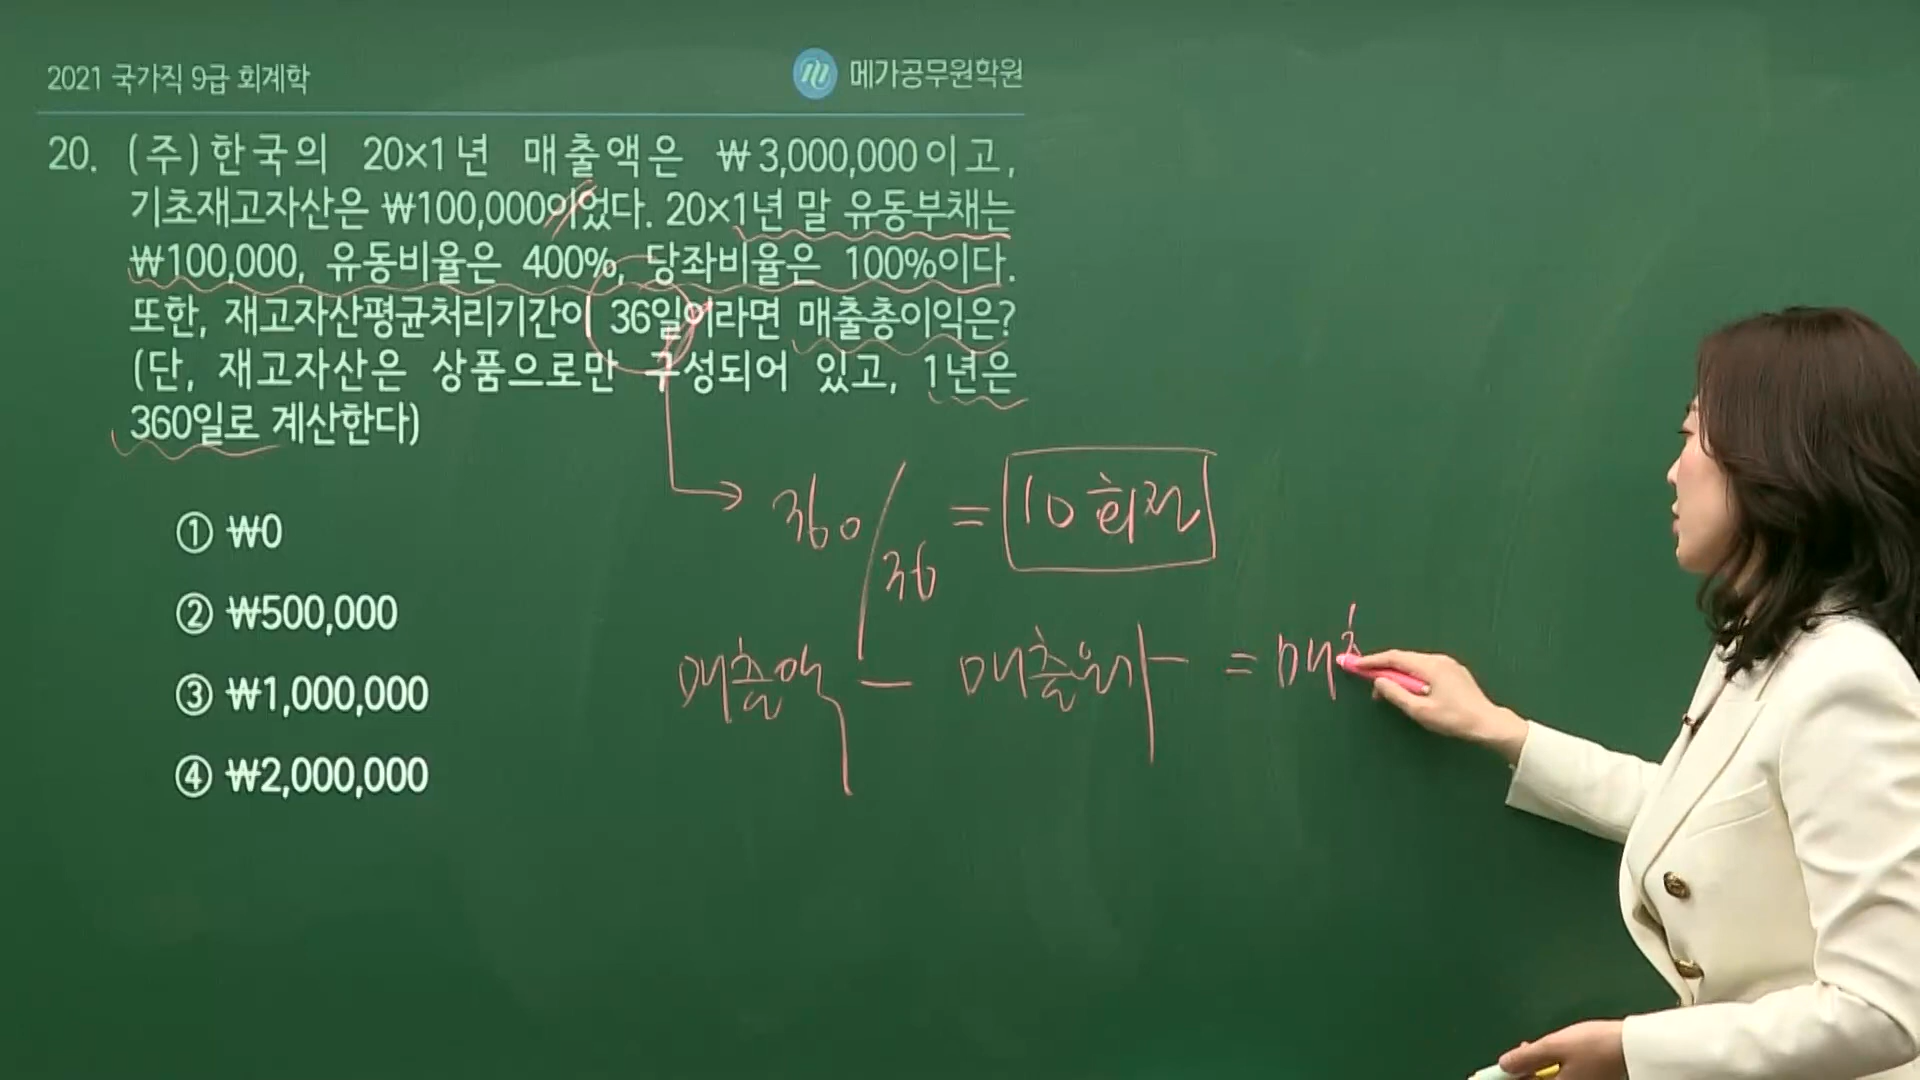 2021 국가직 9급 회계학
메가공무원학원
20. (주)한국의 20×1년 매출액은 ₩3,000,000이고,
기초재고자산은 ₩100,000이었다. 20×1년 말 유동부채는
₩100,000, 유동비율은 400%, 당좌비율은 100%이다.
또한, 재고자산평균처리기간이 36일이라면 매출총이익은?
(단, 재고자산은 상품으로만 구성되어 있고, 1년은
360일로 계산한다)
① ₩0
② ₩500,000
③ ₩1,000,000
④ ₩2,000,000
360/36 = 10회전
매출액 - 매출원가 = 매출